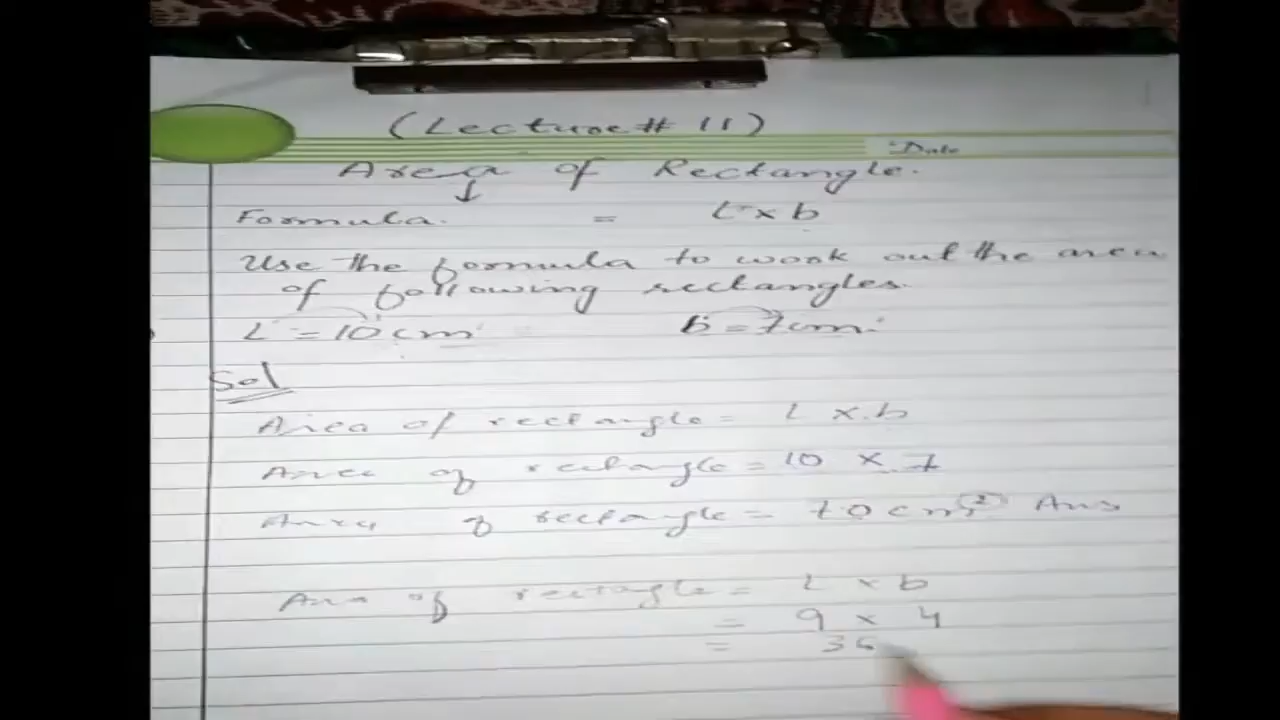 (Lecture # 11)
Date
Area of Rectangle.
Formula. = L x b
Use the formula to work out the area
of following rectangles.
L = 10cm b = 7cm
Sol
Area of rectangle = L x b
Area of rectangle = 10 x 7
Area of rectangle = 70cm² Ans
Area of rectangle = L x b
= 9 x 4
= 36